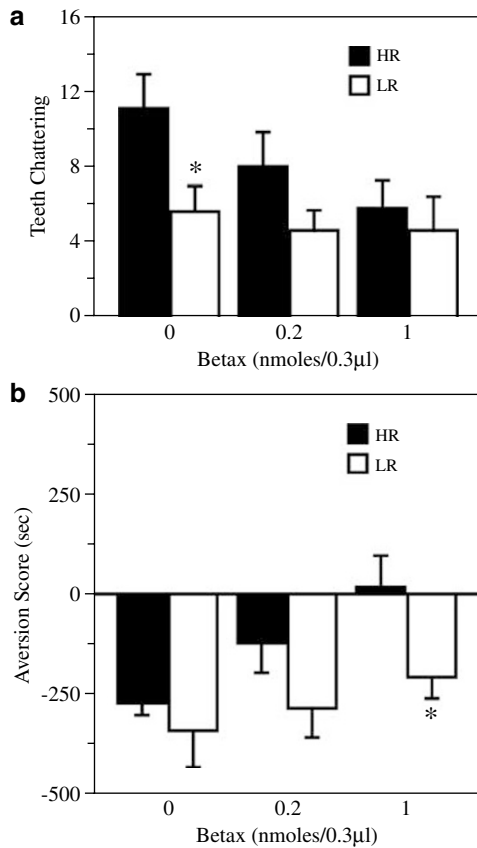 a
16
12
8
4
0
Teeth Chattering
HR
LR
*
0 0.2 1
Betax (nmoles/0.3μl)
b
500
250
0
-250
-500
Aversion Score (sec)
HR
LR
*
0 0.2 1
Betax (nmoles/0.3μl)